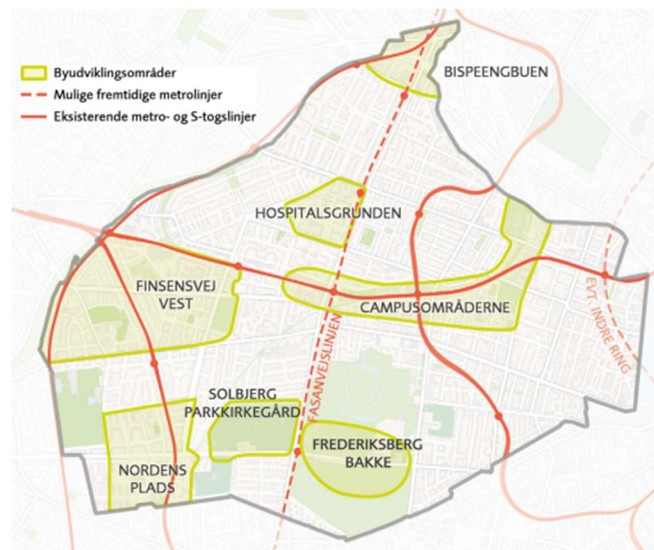 Byudviklingsområder
Mulige fremtidige metrolinjer
Eksisterende metro- og S-togslinjer
BISPEENGBUEN
HOSPITALSGRUNDEN
FINSENSVEJ
VEST
CAMPUSOMRÅDERNE
EVT. INDRE RING
FASANVEJSLINJEN
SOLBJERG
PARKKIRKEGÅRD
FREDERIKSBERG
BAKKE
NORDENS
PLADS